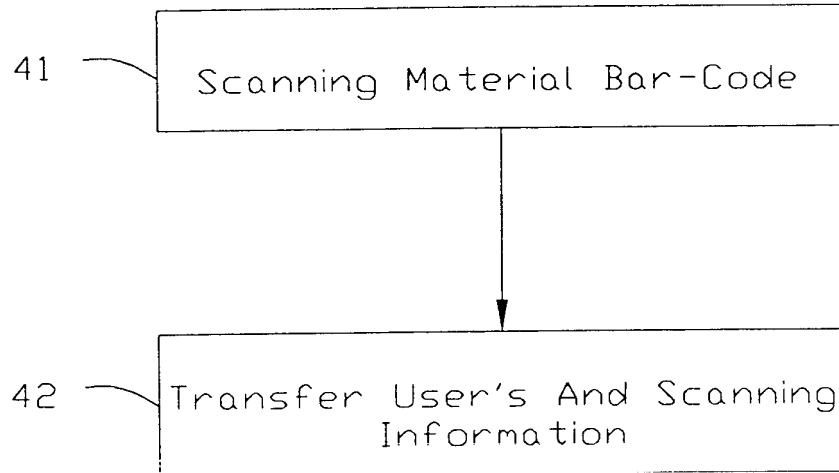 41
Scanning Material Bar-Code
42
Transfer User's And Scanning
Information